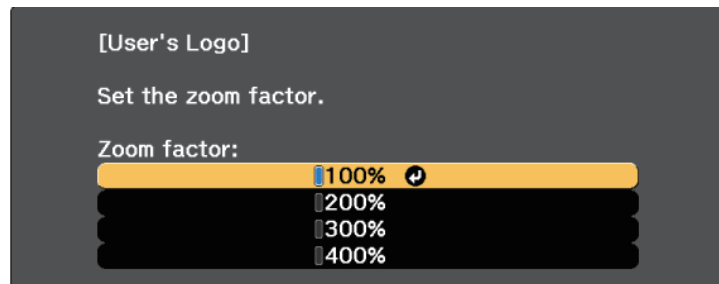 [User's Logo]
Set the zoom factor.
Zoom factor:
100%
200%
300%
400%